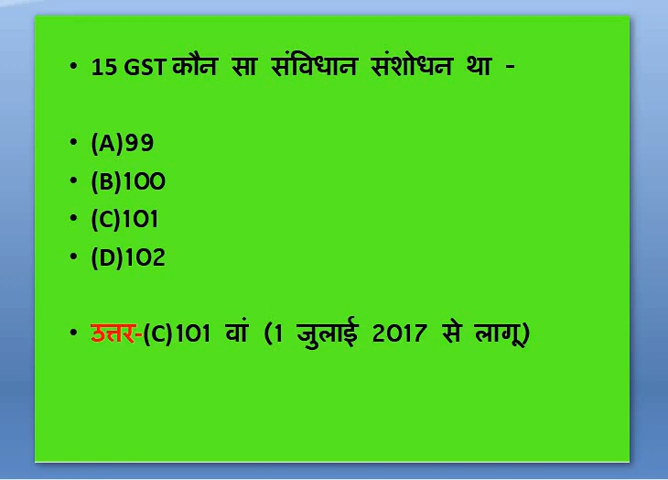 • 15 GST कौन सा संविधान संशोधन था -
• (A)99
• (B)100
• (C)101
• (D)102
• उत्तर-(C)101 वां (1 जुलाई 2017 से लागू)